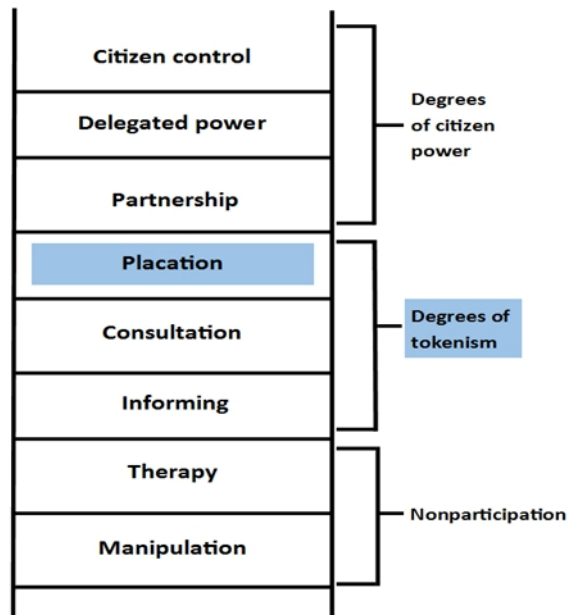 Citizen control
Delegated power
Partnership
Degrees
of citizen
power
Placation
Consultation
Informing
Degrees of
tokenism
Therapy
Manipulation
Nonparticipation